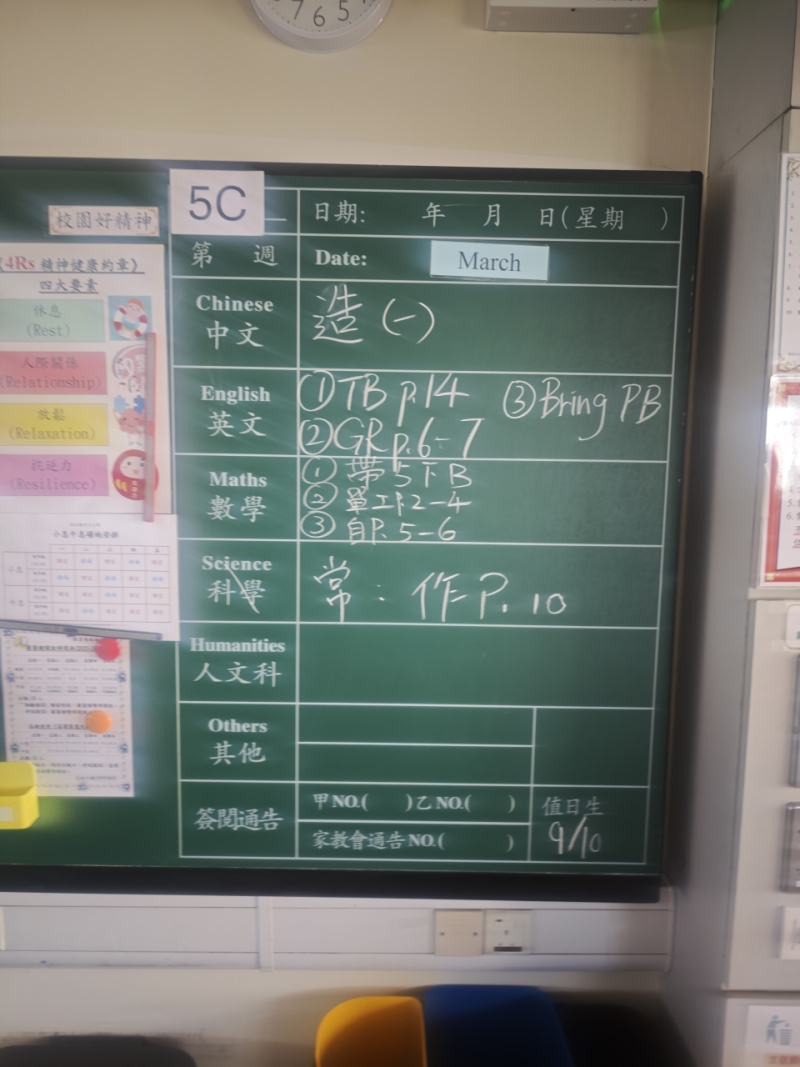 7 6 5
校園好精神
5C
日期: 年 月 日(星期 )
第 週
Date: March
《4Rs 精神健康約章》
四大要素
休息
(Rest)
人際關係
(Relationship)
放鬆
(Relaxation)
抗逆力
(Resilience)
Chinese
中文
造(一)
English
英文
①TB p.14 ③Bring PB
②GR p.6-7
Maths
數學
① 帶5下B
② 單工P.2-4
③ 自P.5-6
Science
科學
常：作P.10
Humanities
人文科
Others
其他
簽閱通告
甲NO.( )乙NO.( )
家教會通告NO.( )
值日生
9/10